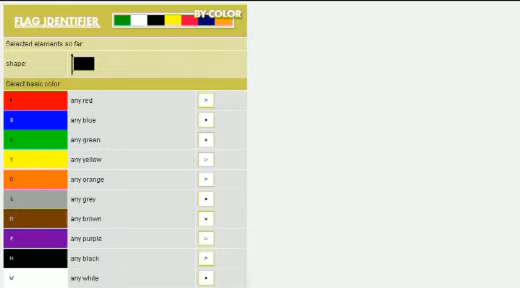 FLAG IDENTIFIER
BY COLOR
Selected elements so far
shape:
Select basic color:
any red
any blue
any green
any yellow
any orange
any grey
any brown
any purple
any black
W any white